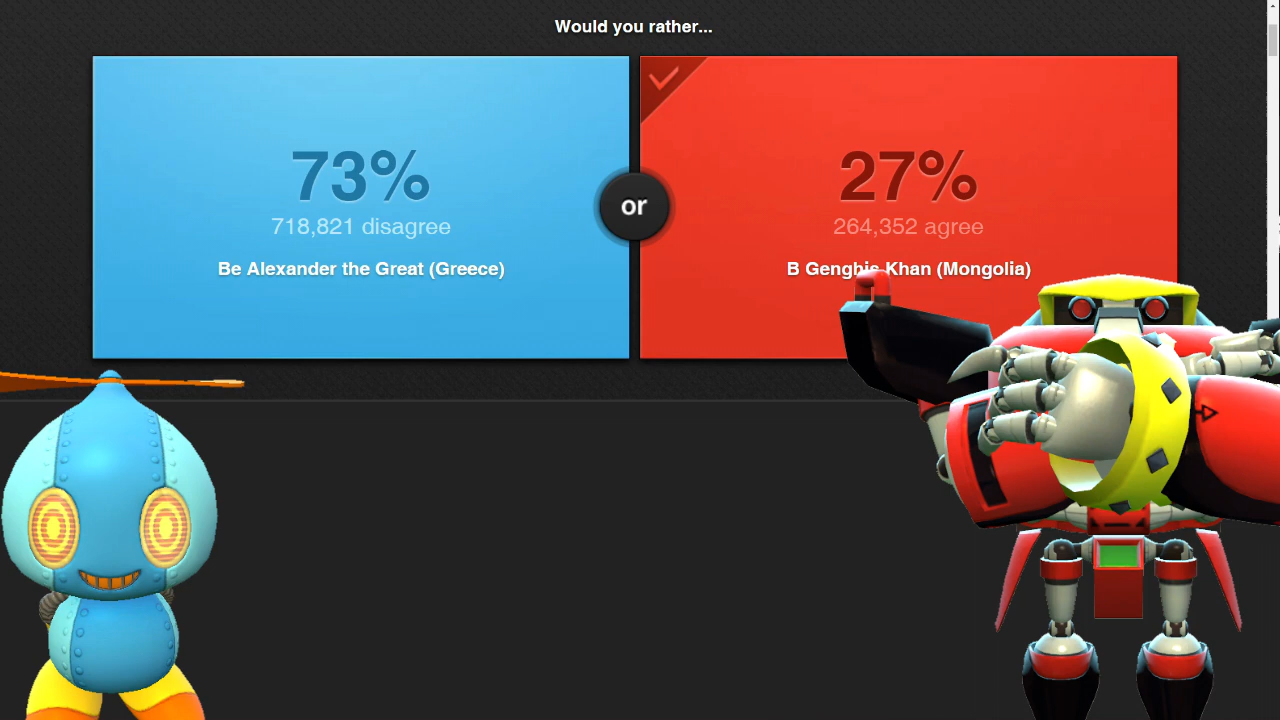 Would you rather...
73%
718,821 disagree
Be Alexander the Great (Greece)
or
27%
264,352 agree
B Genghis Khan (Mongolia)